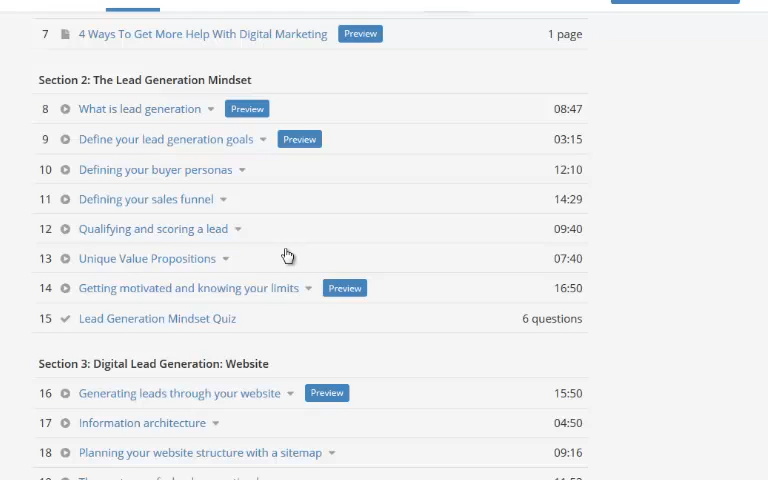 7 4 Ways To Get More Help With Digital Marketing Preview 1 page
Section 2: The Lead Generation Mindset
8 What is lead generation Preview 08:47
9 Define your lead generation goals Preview 03:15
10 Defining your buyer personas 12:10
11 Defining your sales funnel 14:29
12 Qualifying and scoring a lead 09:40
13 Unique Value Propositions 07:40
14 Getting motivated and knowing your limits Preview 16:50
15 Lead Generation Mindset Quiz 6 questions
Section 3: Digital Lead Generation: Website
16 Generating leads through your website Preview 15:50
17 Information architecture 04:50
18 Planning your website structure with a sitemap 09:16